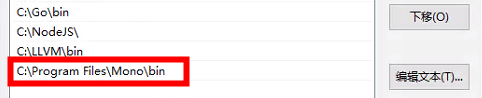 C:\Go\bin
下移(O)
C:\NodeJS\
C:\LLVM\bin
C:\Program Files\Mono\bin
编辑文本(T)...